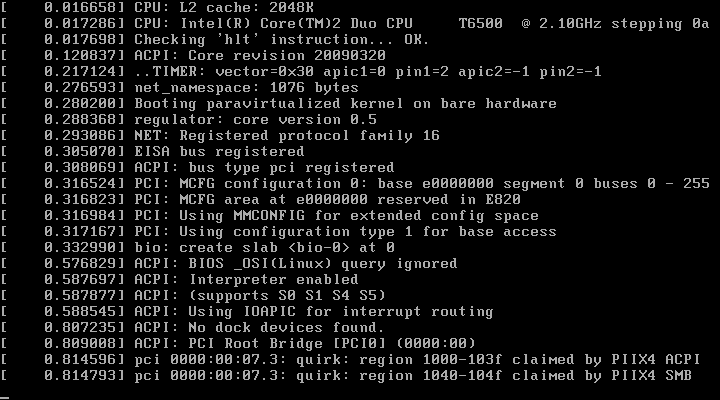 [    0.016658] CPU: L2 cache: 2048K
[    0.017286] CPU: Intel(R) Core(TM)2 Duo CPU     T6500  @ 2.10GHz stepping 0a
[    0.017698] Checking 'hlt' instruction... OK.
[    0.120837] ACPI: Core revision 20090320
[    0.217124] ..TIMER: vector=0x30 apic1=0 pin1=2 apic2=-1 pin2=-1
[    0.276593] net_namespace: 1076 bytes
[    0.280200] Booting paravirtualized kernel on bare hardware
[    0.288368] regulator: core version 0.5
[    0.293086] NET: Registered protocol family 16
[    0.305070] EISA bus registered
[    0.308069] ACPI: bus type pci registered
[    0.316524] PCI: MCFG configuration 0: base e0000000 segment 0 buses 0 - 255
[    0.316823] PCI: MCFG area at e0000000 reserved in E820
[    0.316984] PCI: Using MMCONFIG for extended config space
[    0.317167] PCI: Using configuration type 1 for base access
[    0.332990] bio: create slab <bio-0> at 0
[    0.576829] ACPI: BIOS _OSI(Linux) query ignored
[    0.587697] ACPI: Interpreter enabled
[    0.587877] ACPI: (supports S0 S1 S4 S5)
[    0.588545] ACPI: Using IOAPIC for interrupt routing
[    0.807235] ACPI: No dock devices found.
[    0.809008] ACPI: PCI Root Bridge [PCI0] (0000:00)
[    0.814596] pci 0000:00:07.3: quirk: region 1000-103f claimed by PIIX4 ACPI
[    0.814793] pci 0000:00:07.3: quirk: region 1040-104f claimed by PIIX4 SMB